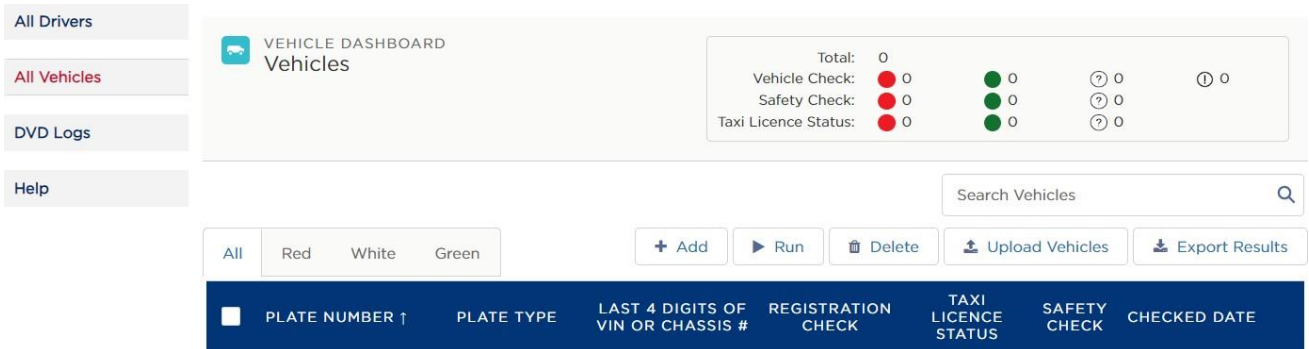 All Drivers
All Vehicles
DVD Logs
Help
VEHICLE DASHBOARD
Vehicles
Total: 0
Vehicle Check: 0 0 ? 0 ! 0
Safety Check: 0 0 ? 0
Taxi Licence Status: 0 0 ? 0
Search Vehicles
All Red White Green
+ Add Run Delete Upload Vehicles Export Results
PLATE NUMBER ↑ PLATE TYPE LAST 4 DIGITS OF VIN OR CHASSIS # REGISTRATION CHECK TAXI LICENCE STATUS SAFETY CHECK CHECKED DATE